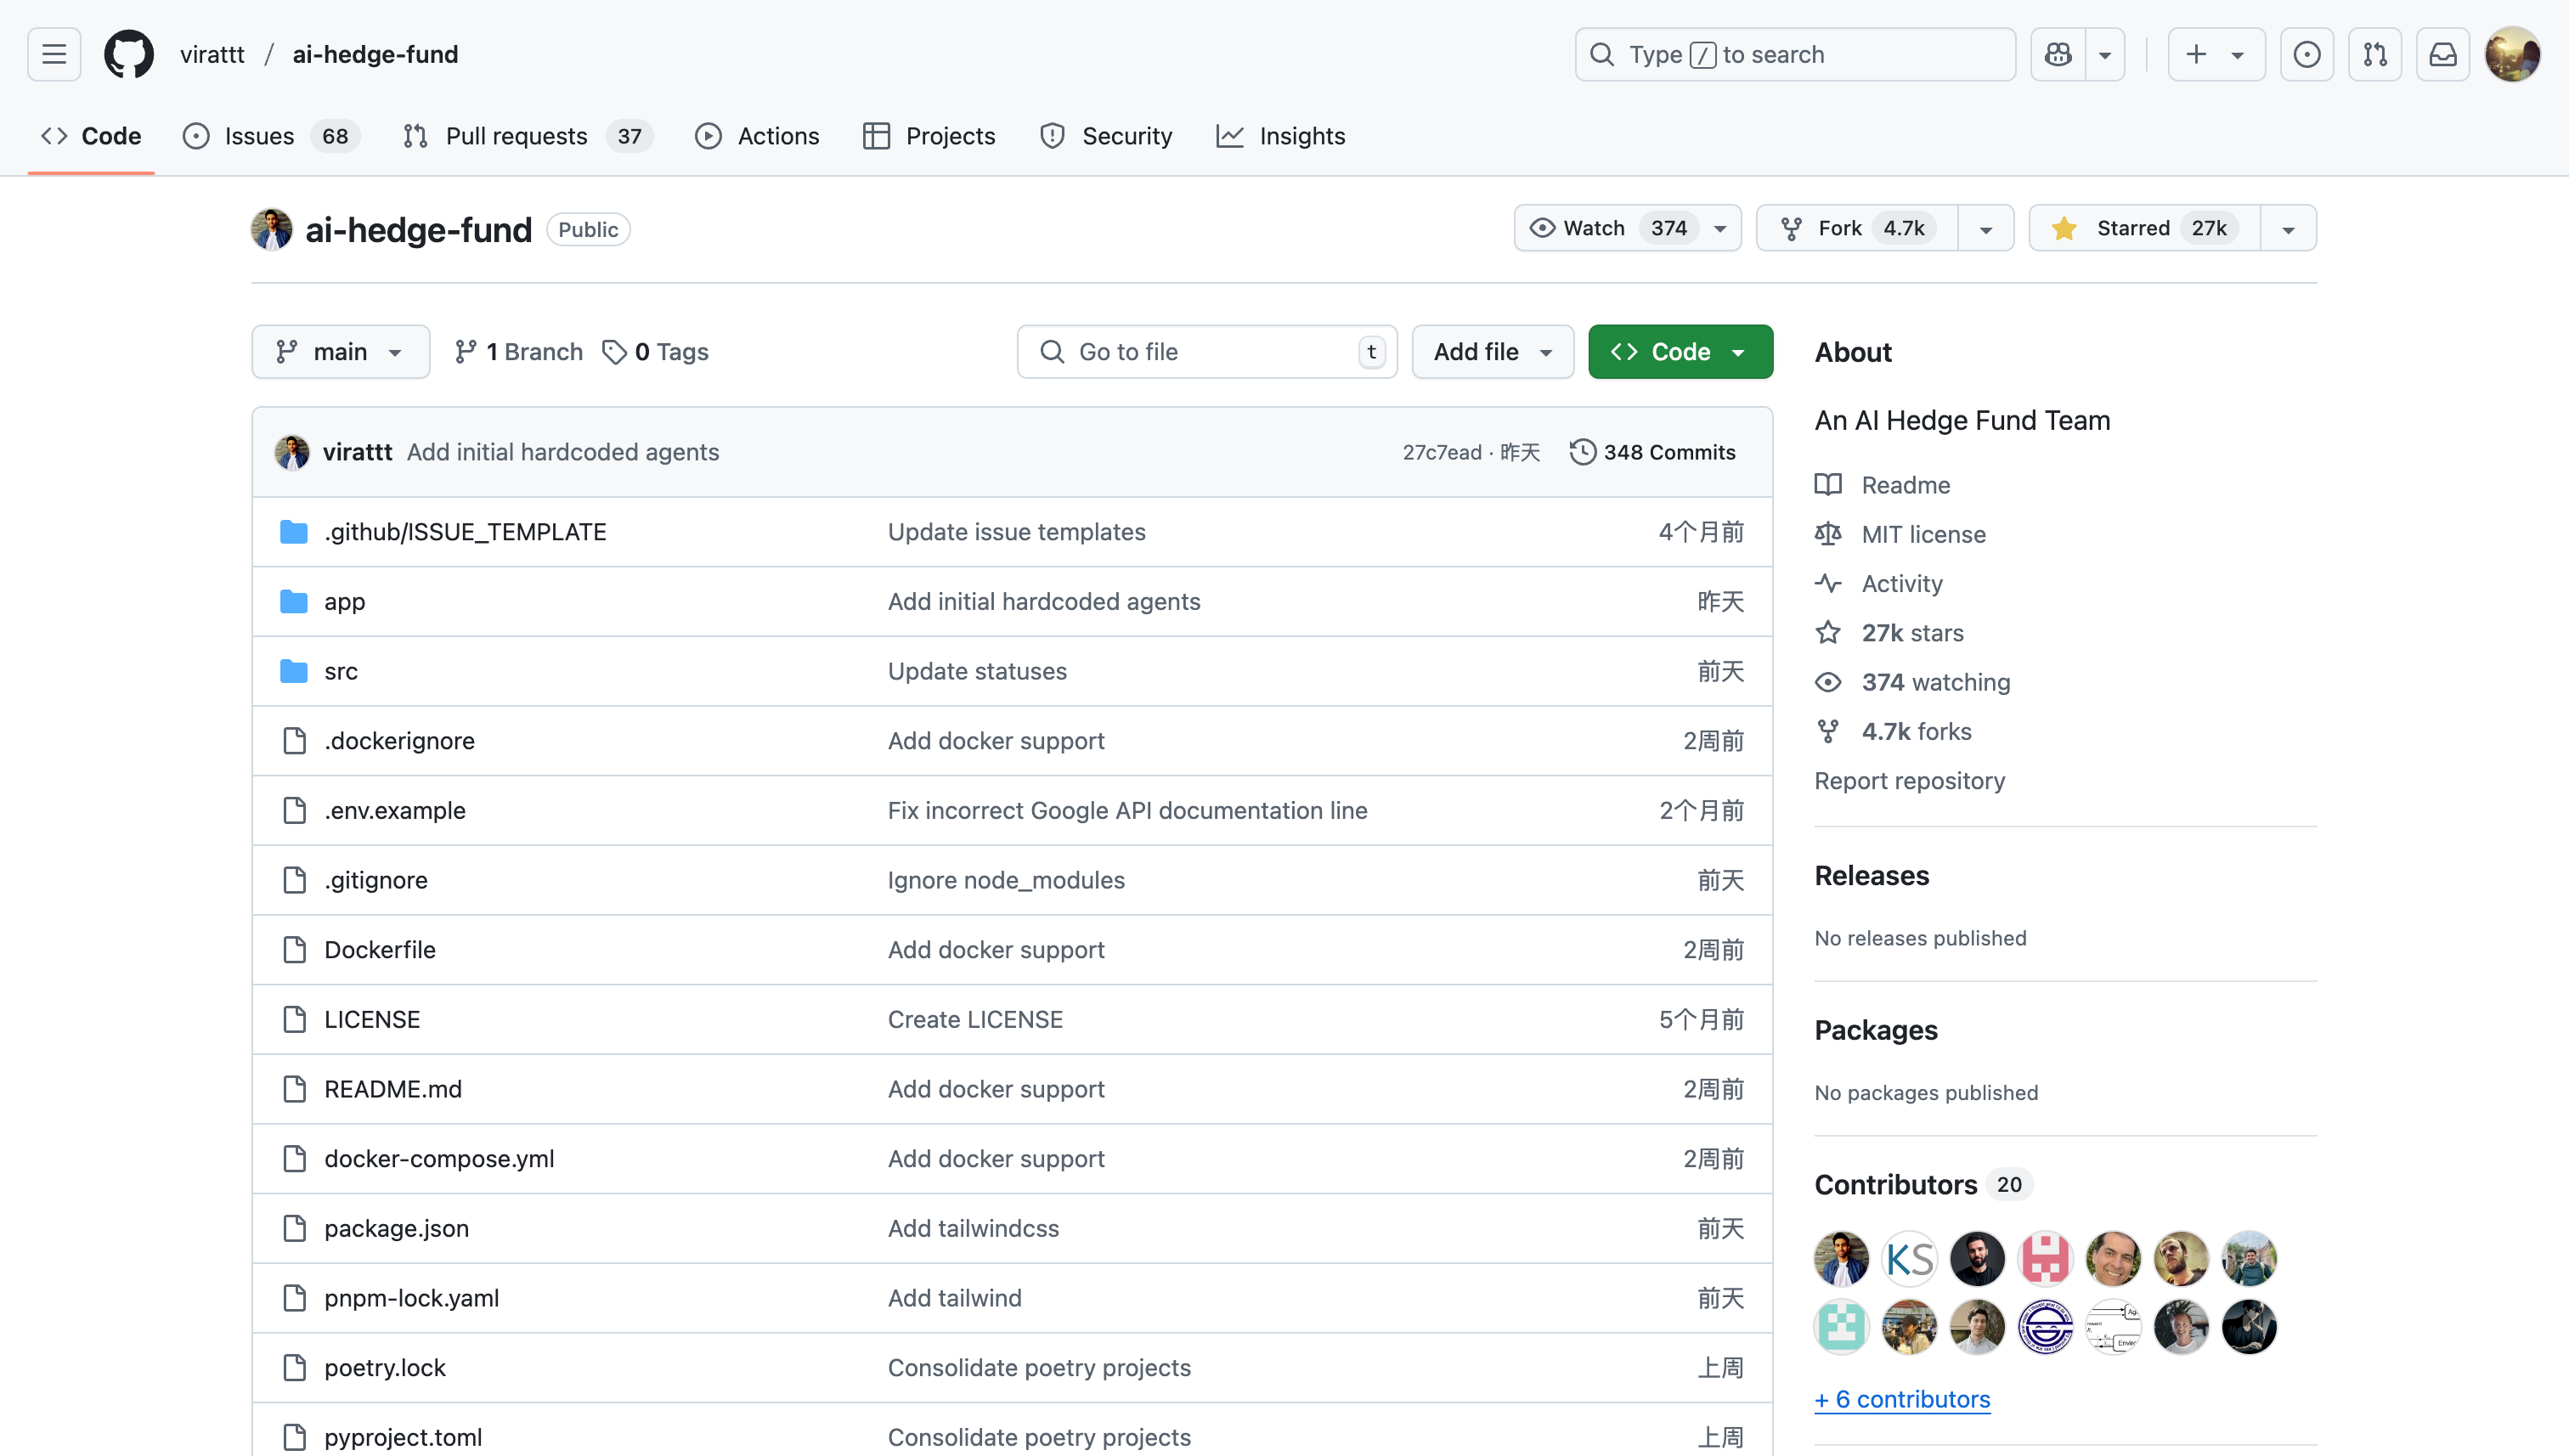 virattt / ai-hedge-fund
Type / to search
Code
Issues 68
Pull requests 37
Actions
Projects
Security
Insights
ai-hedge-fund Public
Watch 374
Fork 4.7k
Starred 27k
main
1 Branch
0 Tags
Go to file t
Add file
Code
virattt Add initial hardcoded agents 27c7ead · 昨天 348 Commits
.github/ISSUE_TEMPLATE Update issue templates 4个月前
app Add initial hardcoded agents 昨天
src Update statuses 前天
.dockerignore Add docker support 2周前
.env.example Fix incorrect Google API documentation line 2个月前
.gitignore Ignore node_modules 前天
Dockerfile Add docker support 2周前
LICENSE Create LICENSE 5个月前
README.md Add docker support 2周前
docker-compose.yml Add docker support 2周前
package.json Add tailwindcss 前天
pnpm-lock.yaml Add tailwind 前天
poetry.lock Consolidate poetry projects 上周
pyproject.toml Consolidate poetry projects 上周
About
An AI Hedge Fund Team
Readme
MIT license
Activity
27k stars
374 watching
4.7k forks
Report repository
Releases
No releases published
Packages
No packages published
Contributors 20
KS
+ 6 contributors